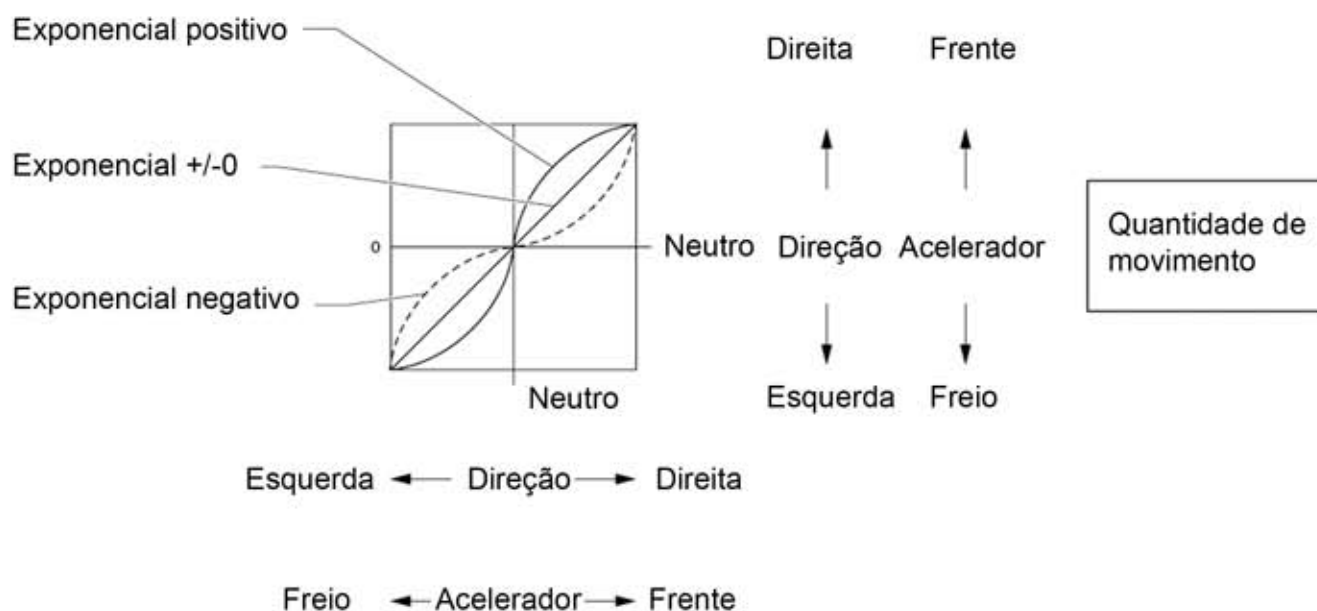 Exponencial positivo
Direita
Frente
Exponencial +/-0
0
Neutro
Direção
Acelerador
Quantidade de
movimento
Exponencial negativo
Neutro
Esquerda
Freio
Esquerda
Direção
Direita
Freio
Acelerador
Frente